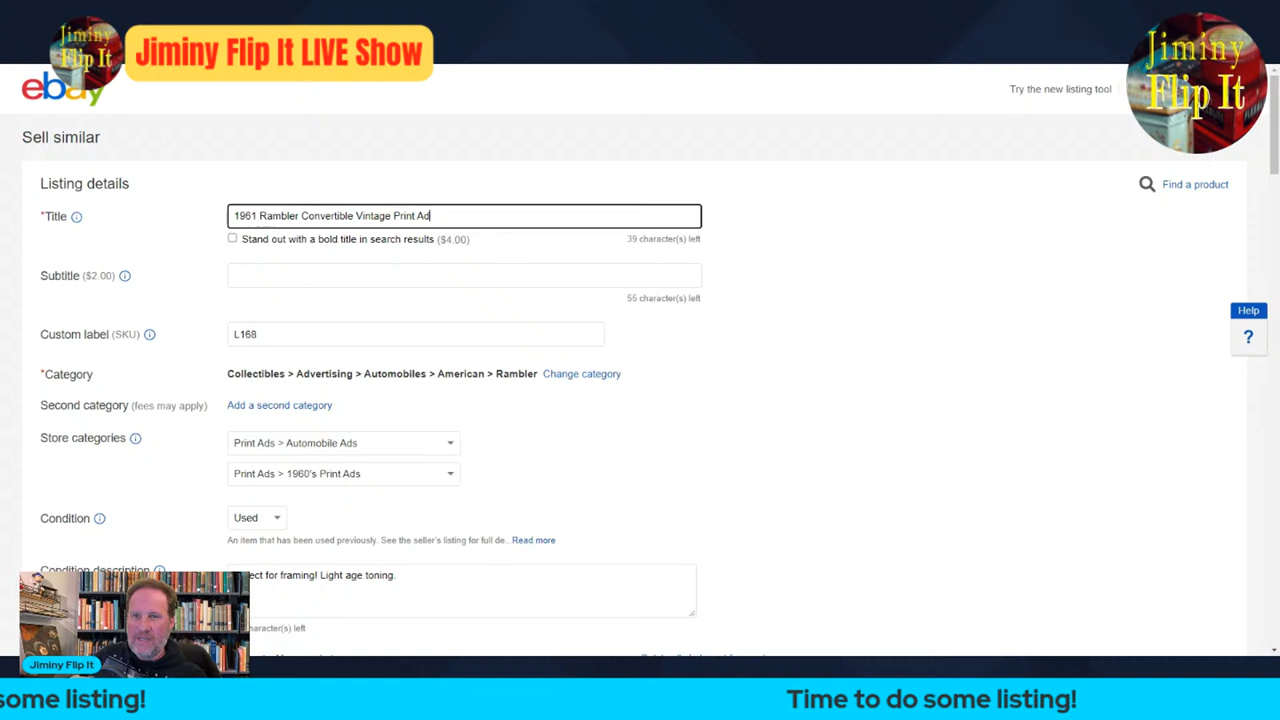 Jiminy
Flip It
Jiminy Flip It LIVE Show
Jiminy
Flip It
ebay
Try the new listing tool
Sell similar
Listing details
Find a product
*Title
1961 Rambler Convertible Vintage Print Ad
Stand out with a bold title in search results ($4.00)
39 character(s) left
Subtitle ($2.00)
55 character(s) left
Help
?
Custom label (SKU)
L168
*Category
Collectibles > Advertising > Automobiles > American > Rambler Change category
Second category (fees may apply)
Add a second category
Store categories
Print Ads > Automobile Ads
Print Ads > 1960's Print Ads
Condition
Used
An item that has been used previously. See the seller's listing for full de... Read more
Condition description
ect for framing! Light age toning.
haracter(s) left
Jiminy Flip It
some listing!
Time to do some listing!